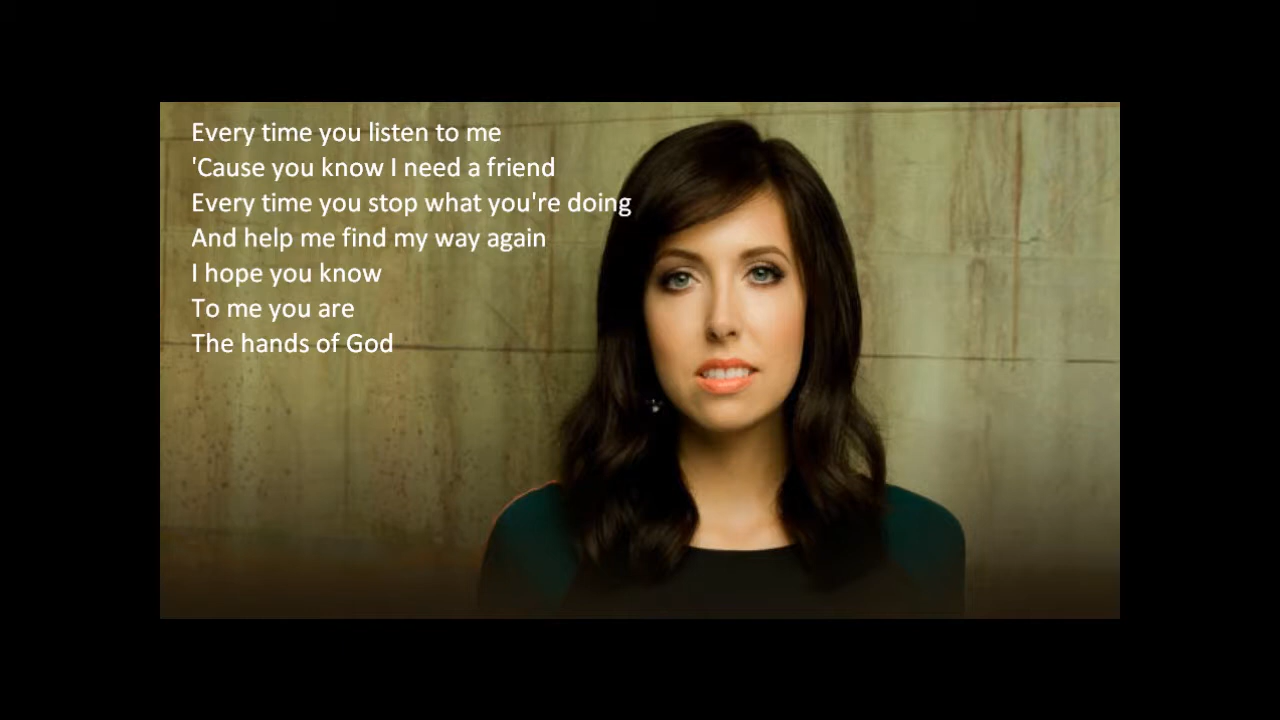 Every time you listen to me
'Cause you know I need a friend
Every time you stop what you're doing
And help me find my way again
I hope you know
To me you are
The hands of God